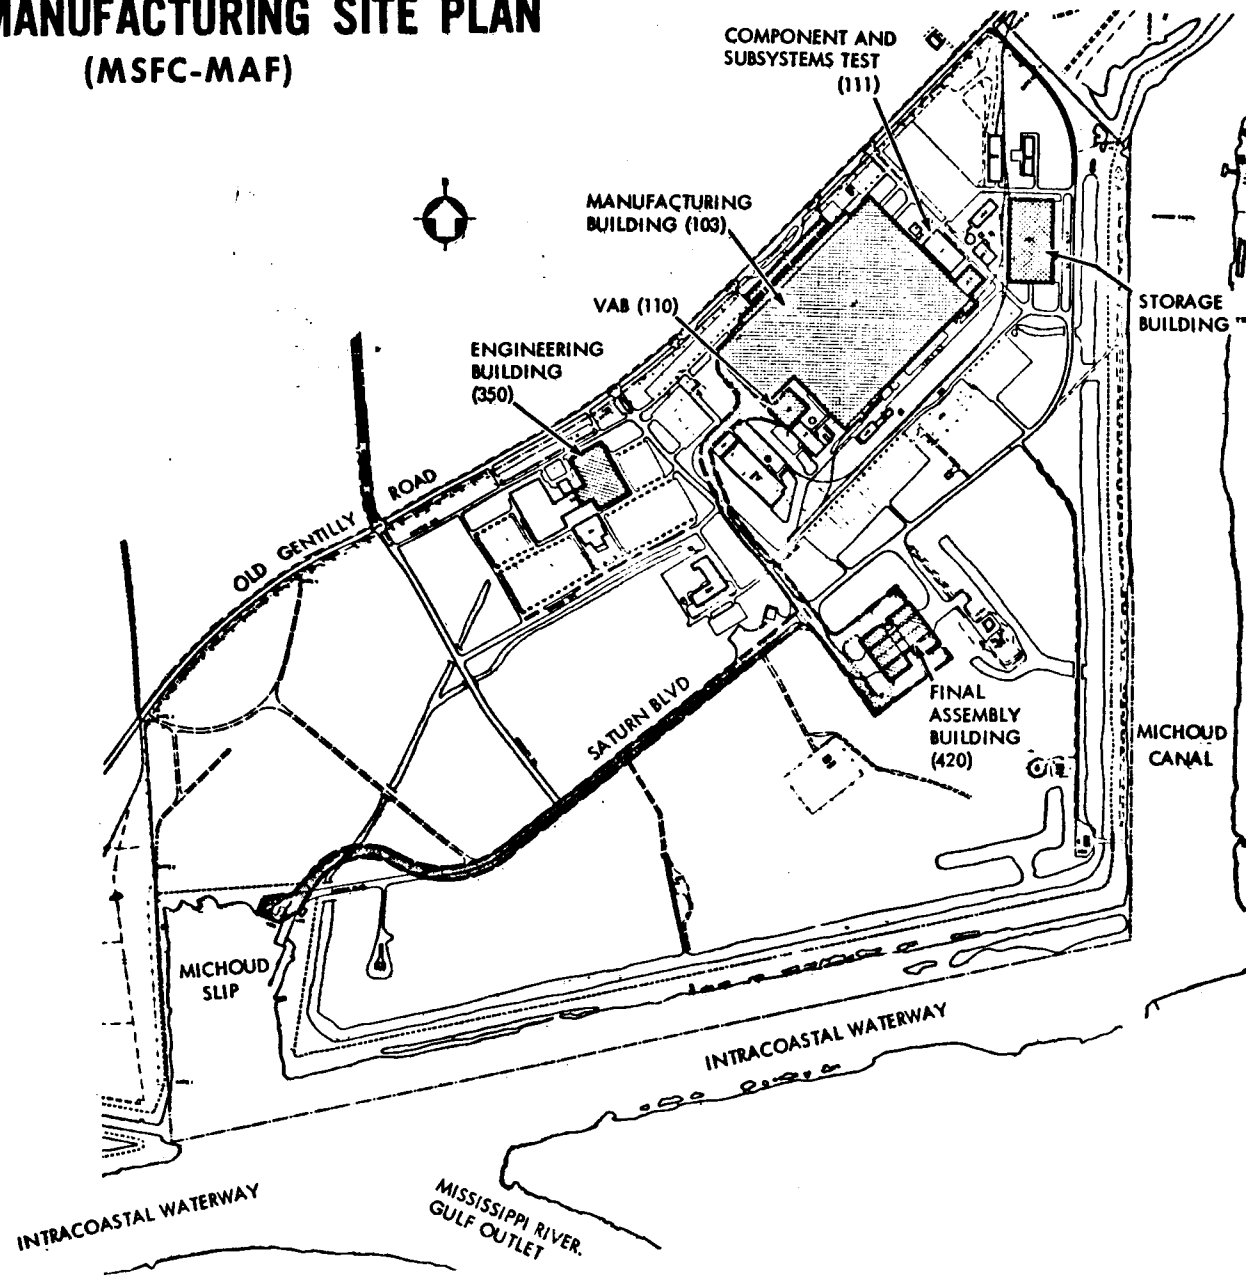 MANUFACTURING SITE PLAN
(MSFC-MAF)
COMPONENT AND
SUBSYSTEMS TEST
(111)
MANUFACTURING
BUILDING (103)
VAB (110)
ENGINEERING
BUILDING
(350)
STORAGE
BUILDING
OLD GENTILLY ROAD
SATURN BLVD
FINAL
ASSEMBLY
BUILDING
(420)
MICHOUD
CANAL
MICHOUD
SLIP
INTRACOASTAL WATERWAY
INTRACOASTAL WATERWAY
MISSISSIPPI RIVER.
GULF OUTLET